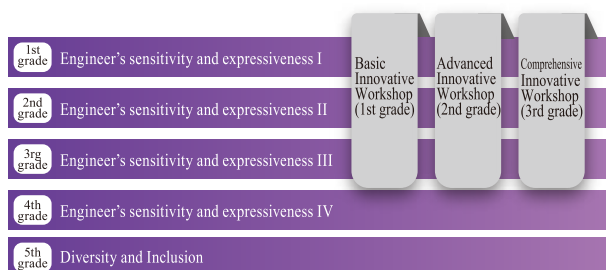 1st
grade
Engineer's sensitivity and expressiveness I
2nd
grade
Engineer's sensitivity and expressiveness II
3rg
grade
Engineer's sensitivity and expressiveness III
4th
grade
Engineer's sensitivity and expressiveness IV
5th
grade
Diversity and Inclusion
Basic
Innovative
Workshop
(1st grade)
Advanced
Innovative
Workshop
(2nd grade)
Comprehensive
Innovative
Workshop
(3rd grade)